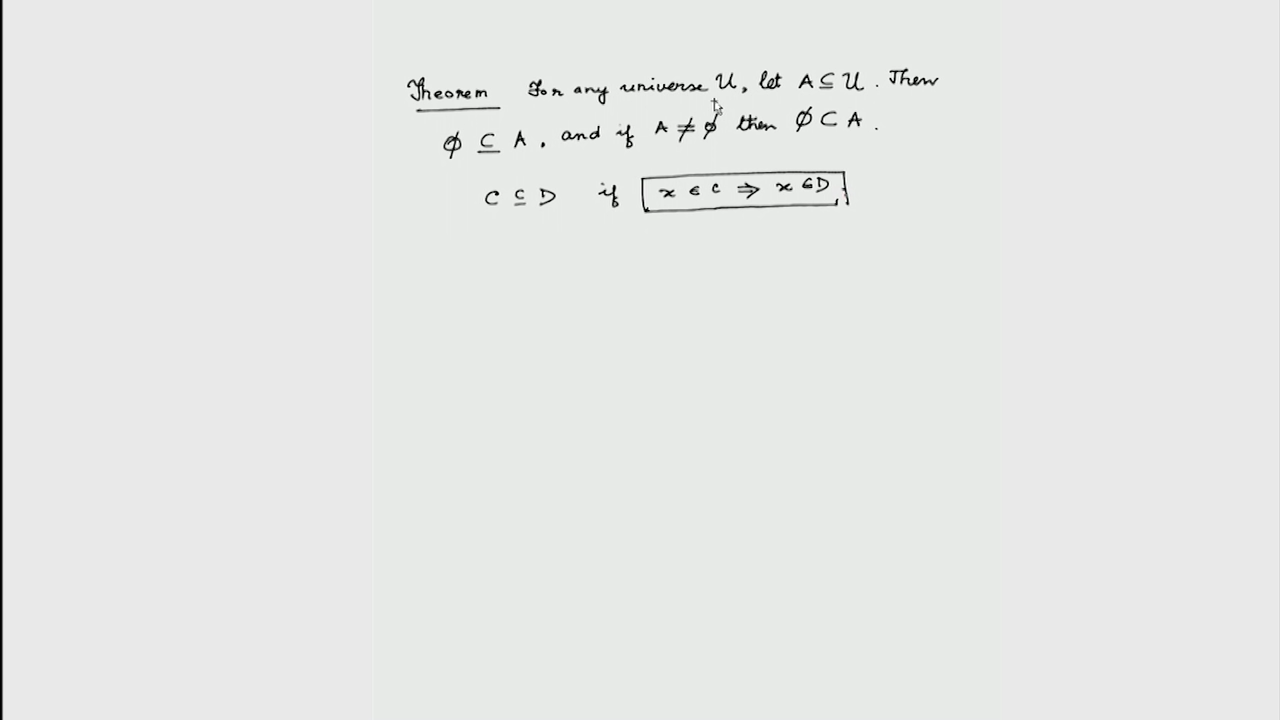 Theorem For any universe U, let A ⊆ U. Then
ϕ ⊆ A, and if A ≠ ϕ then ϕ ⊂ A.
C ⊆ D if x ∈ C ⇒ x ∈ D.